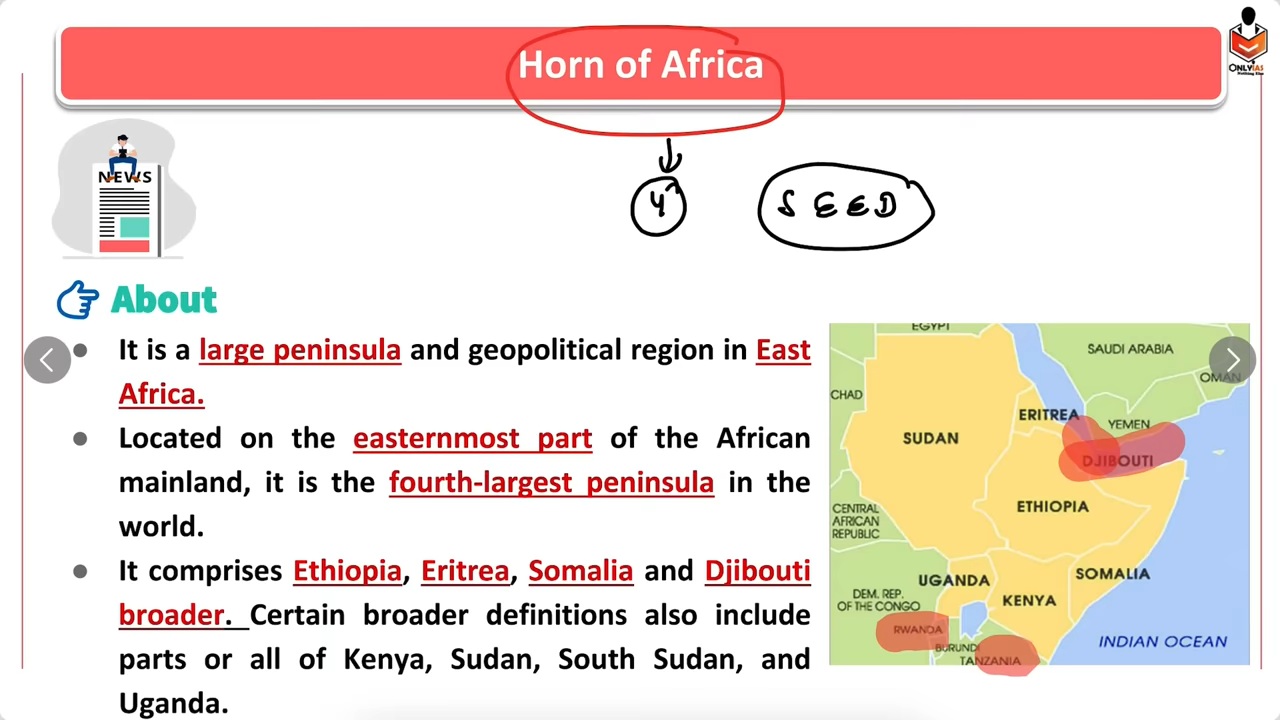 Horn of Africa
ONLYIAS
Nothing Else
4
SEED
NEWS
About
It is a large peninsula and geopolitical region in East
Africa.
Located on the easternmost part of the African
mainland, it is the fourth-largest peninsula in the
world.
It comprises Ethiopia, Eritrea, Somalia and Djibouti
broader. Certain broader definitions also include
parts or all of Kenya, Sudan, South Sudan, and
Uganda.
EGYPT
SAUDI ARABIA
OMAN
CHAD
ERITREA
YEMEN
SUDAN
DJIBOUTI
ETHIOPIA
CENTRAL
AFRICAN
REPUBLIC
SOMALIA
UGANDA
DEM. REP.
OF THE CONGO
KENYA
RWANDA
INDIAN OCEAN
BURUNDI
TANZANIA